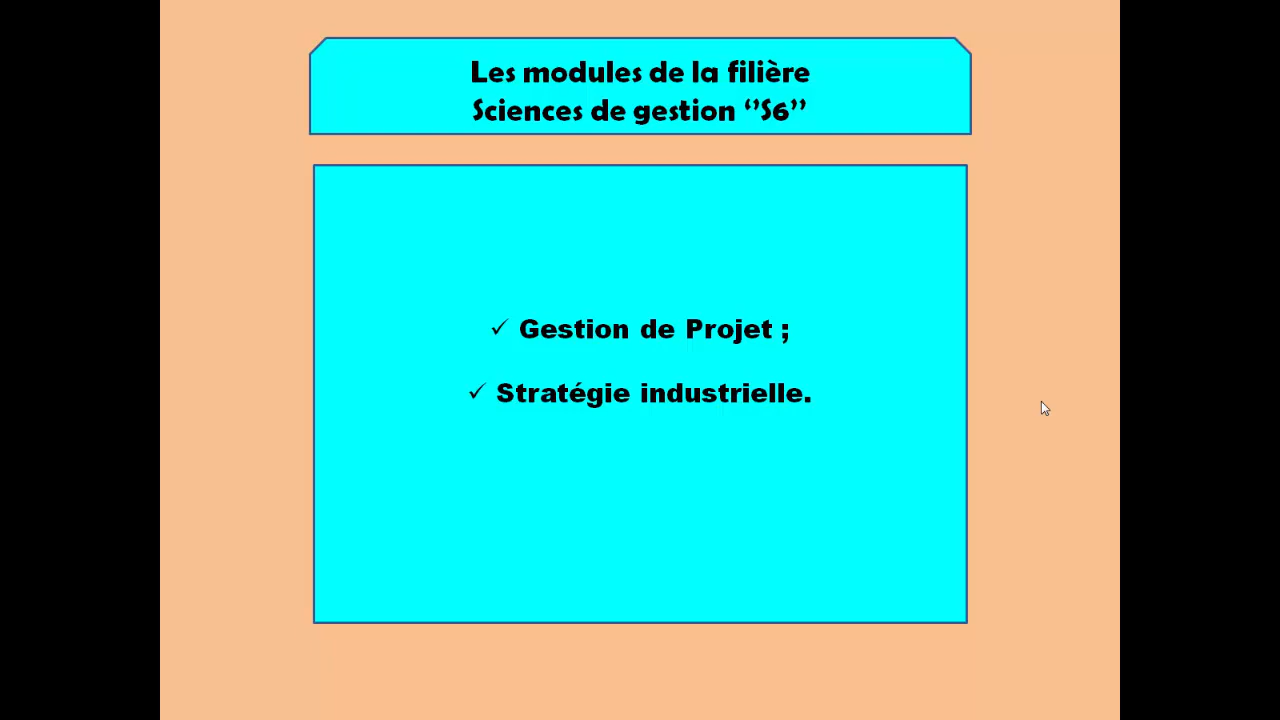 Les modules de la filière
Sciences de gestion ‘’S6’’
✓ Gestion de Projet ;
✓ Stratégie industrielle.